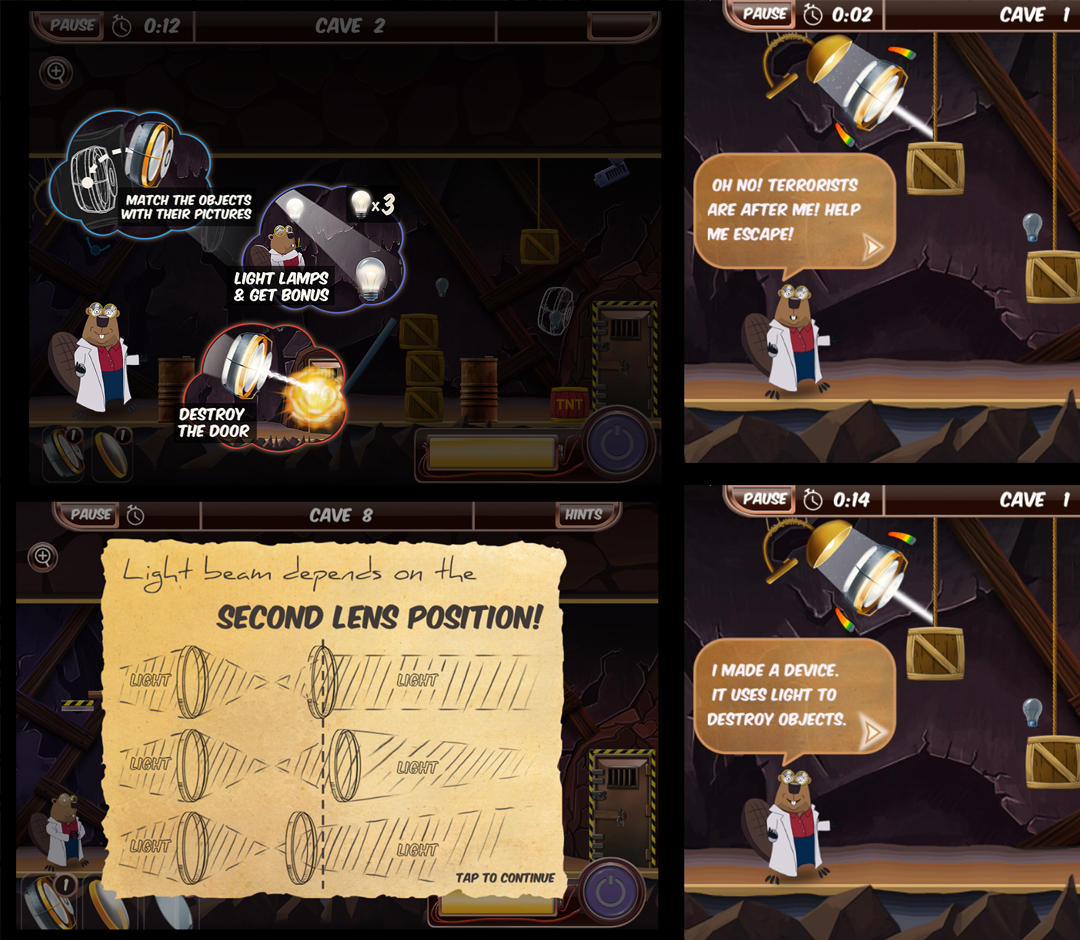 PAUSE 0:12 CAVE 2
MATCH THE OBJECTS
WITH THEIR PICTURES
x3
LIGHT LAMPS
& GET BONUS
DESTROY
THE DOOR
TNT
1 1
PAUSE 0:02 CAVE 1
OH NO! TERRORISTS
ARE AFTER ME! HELP
ME ESCAPE!
PAUSE CAVE 8 HINTS
Light beam depends on the
SECOND LENS POSITION!
LIGHT LIGHT
LIGHT LIGHT
LIGHT LIGHT
TAP TO CONTINUE
1
PAUSE 0:14 CAVE 1
I MADE A DEVICE.
IT USES LIGHT TO
DESTROY OBJECTS.